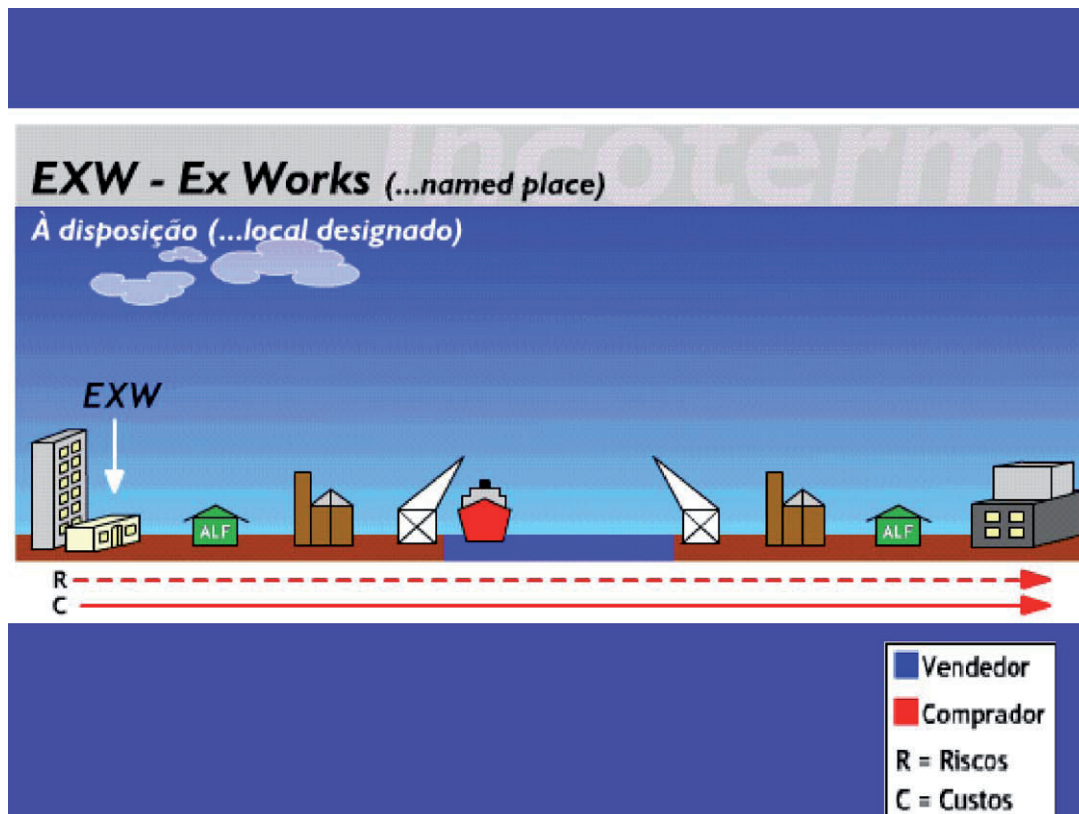 Incoterms
EXW - Ex Works (...named place)
À disposição (...local designado)
EXW
ALF
ALF
R
C
Vendedor
Comprador
R = Riscos
C = Custos